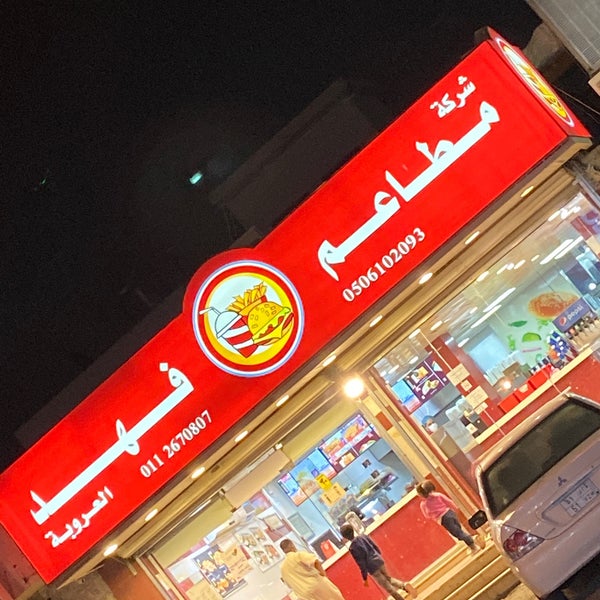 شركة
مطاعم
0506102093
فهد
011 2670807
العروبة